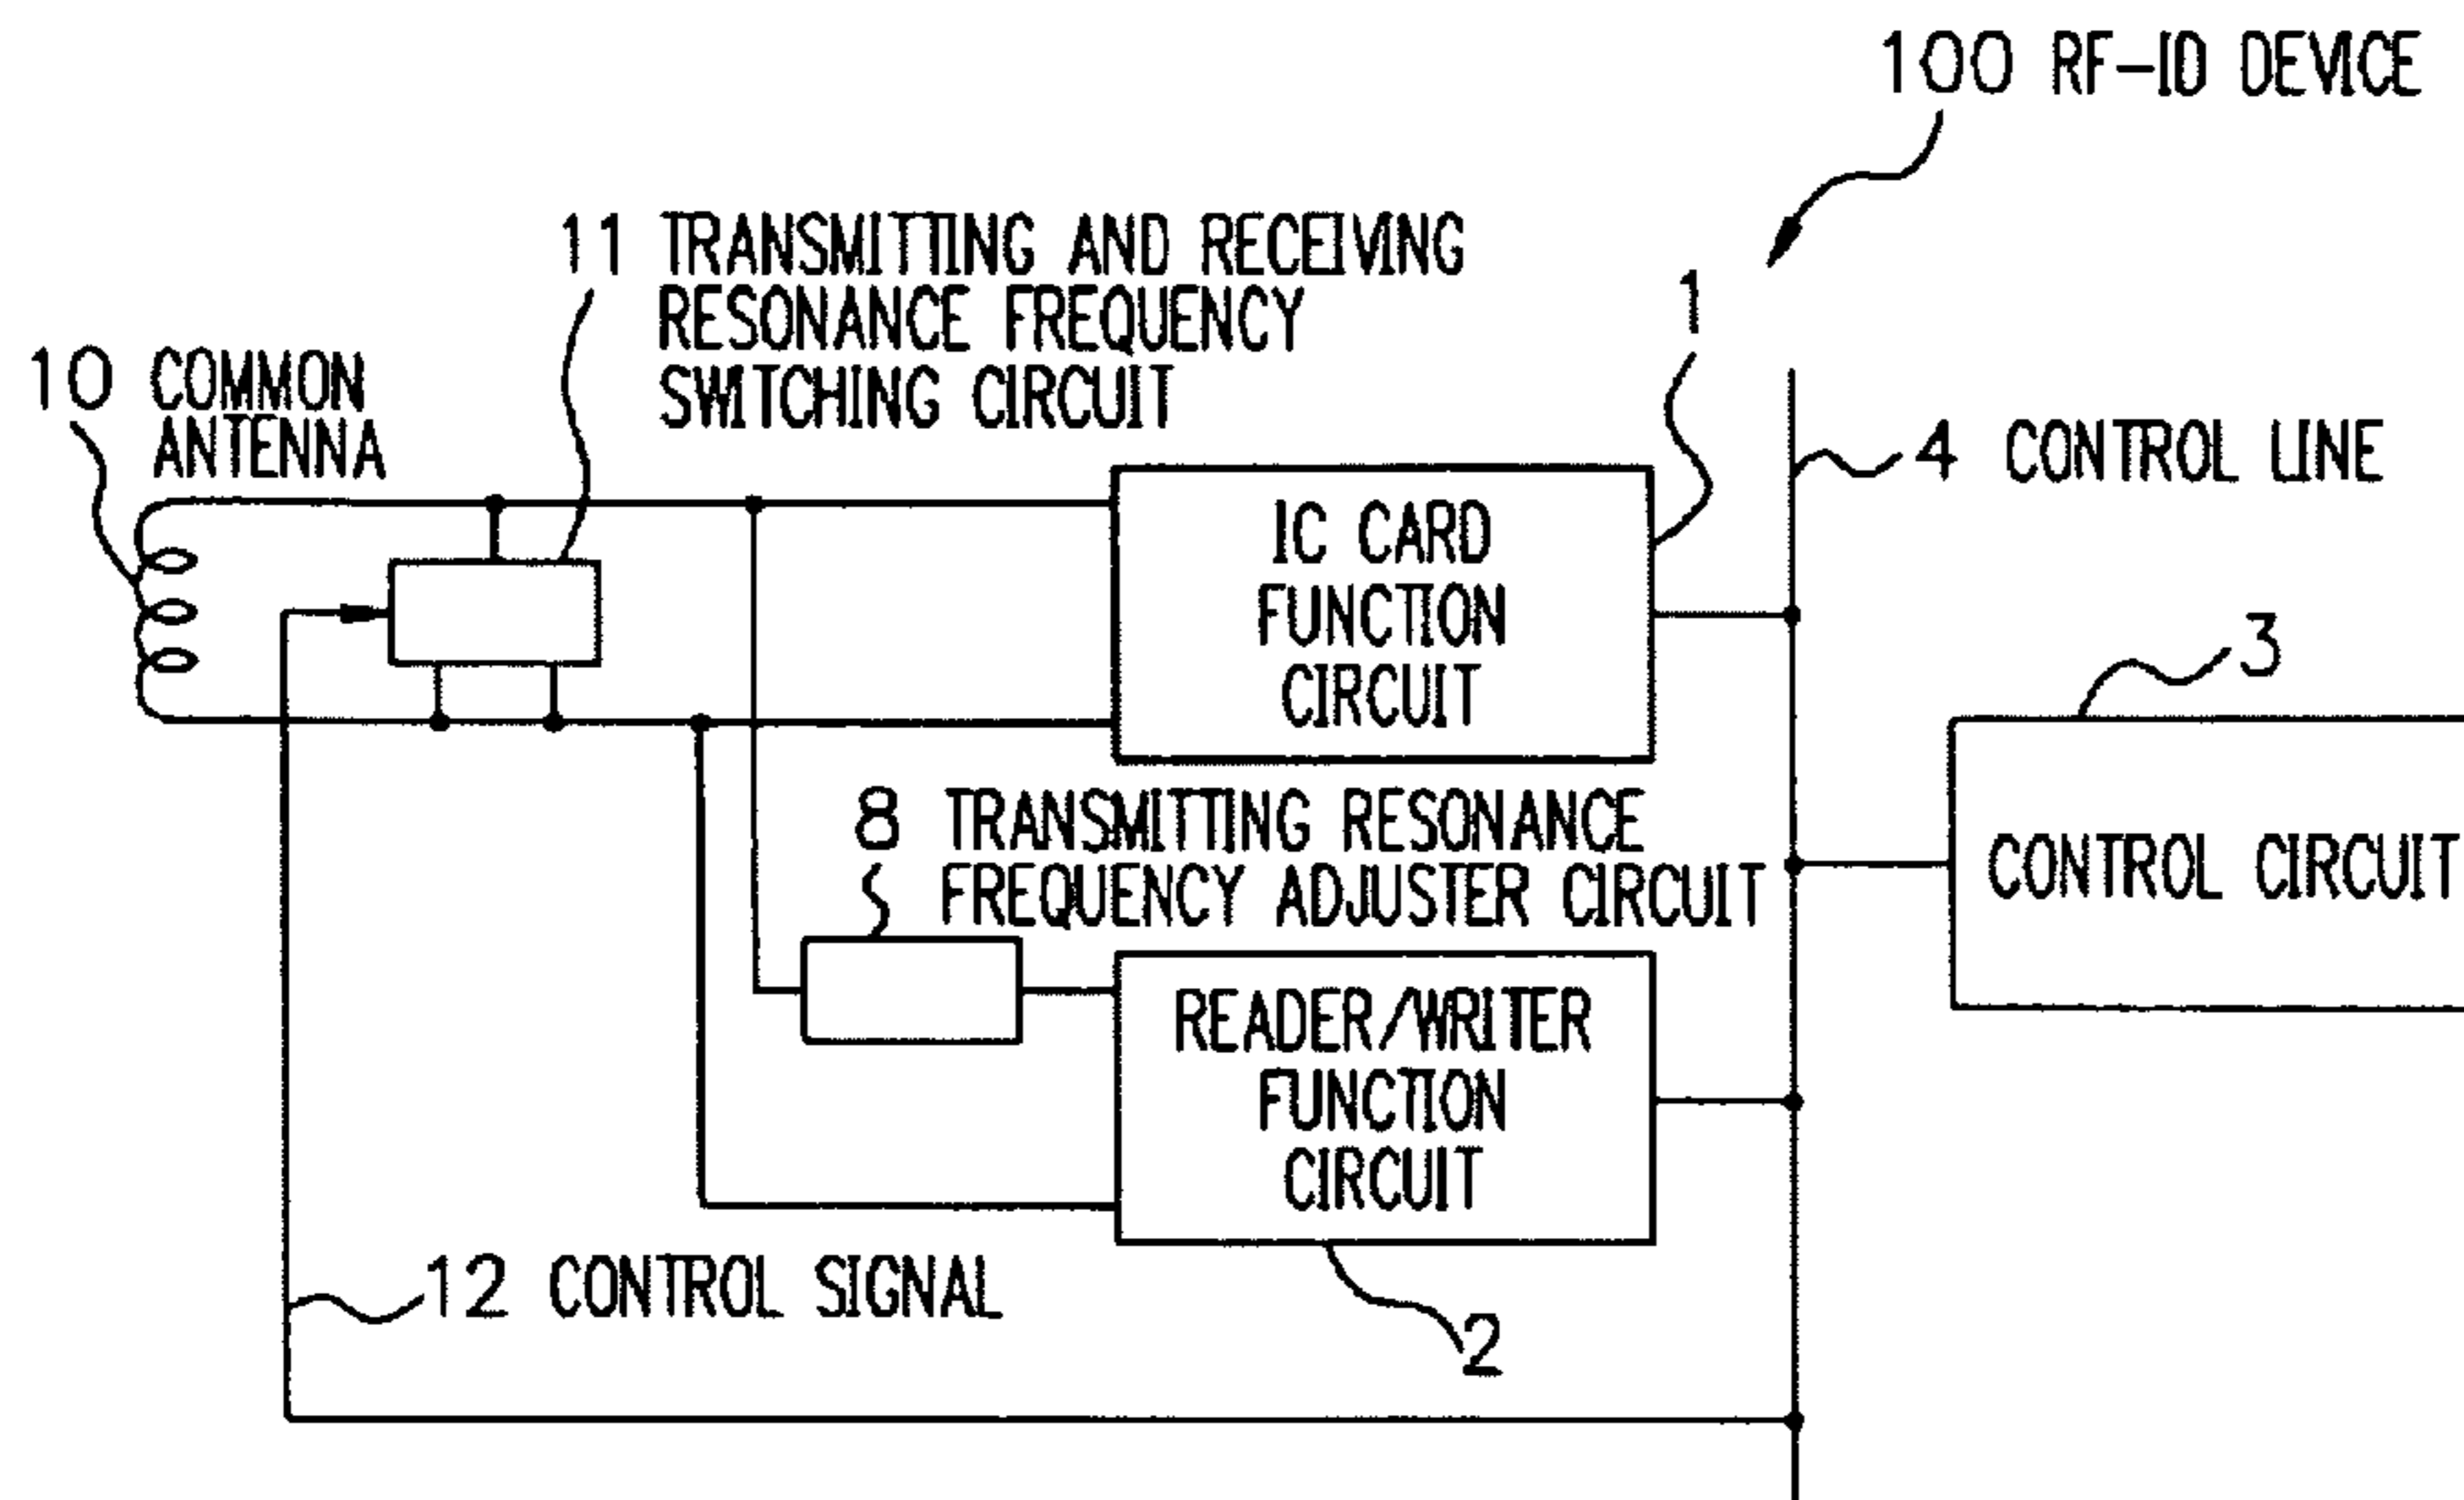 100 RF-ID DEVICE
11 TRANSMITTING AND RECEIVING
RESONANCE FREQUENCY
SWITCHING CIRCUIT
1
10 COMMON
ANTENNA
4 CONTROL LINE
IC CARD
FUNCTION
CIRCUIT
3
8 TRANSMITTING RESONANCE
FREQUENCY ADJUSTER CIRCUIT
CONTROL CIRCUIT
READER/WRITER
FUNCTION
CIRCUIT
12 CONTROL SIGNAL
2